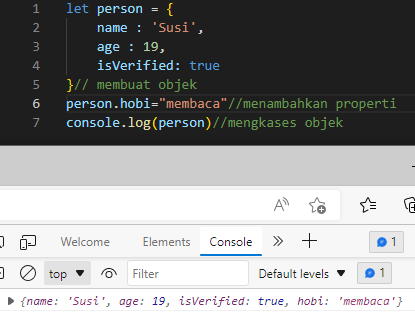 1 let person = {
2 name : 'Susi',
3 age : 19,
4 isVerified: true
5 }// membuat objek
6 person.hobi="membaca"//menambahkan properti
7 console.log(person)//mengkases objek
Welcome Elements Console 1
top Filter Default levels 1
{name: 'Susi', age: 19, isVerified: true, hobi: 'membaca'}